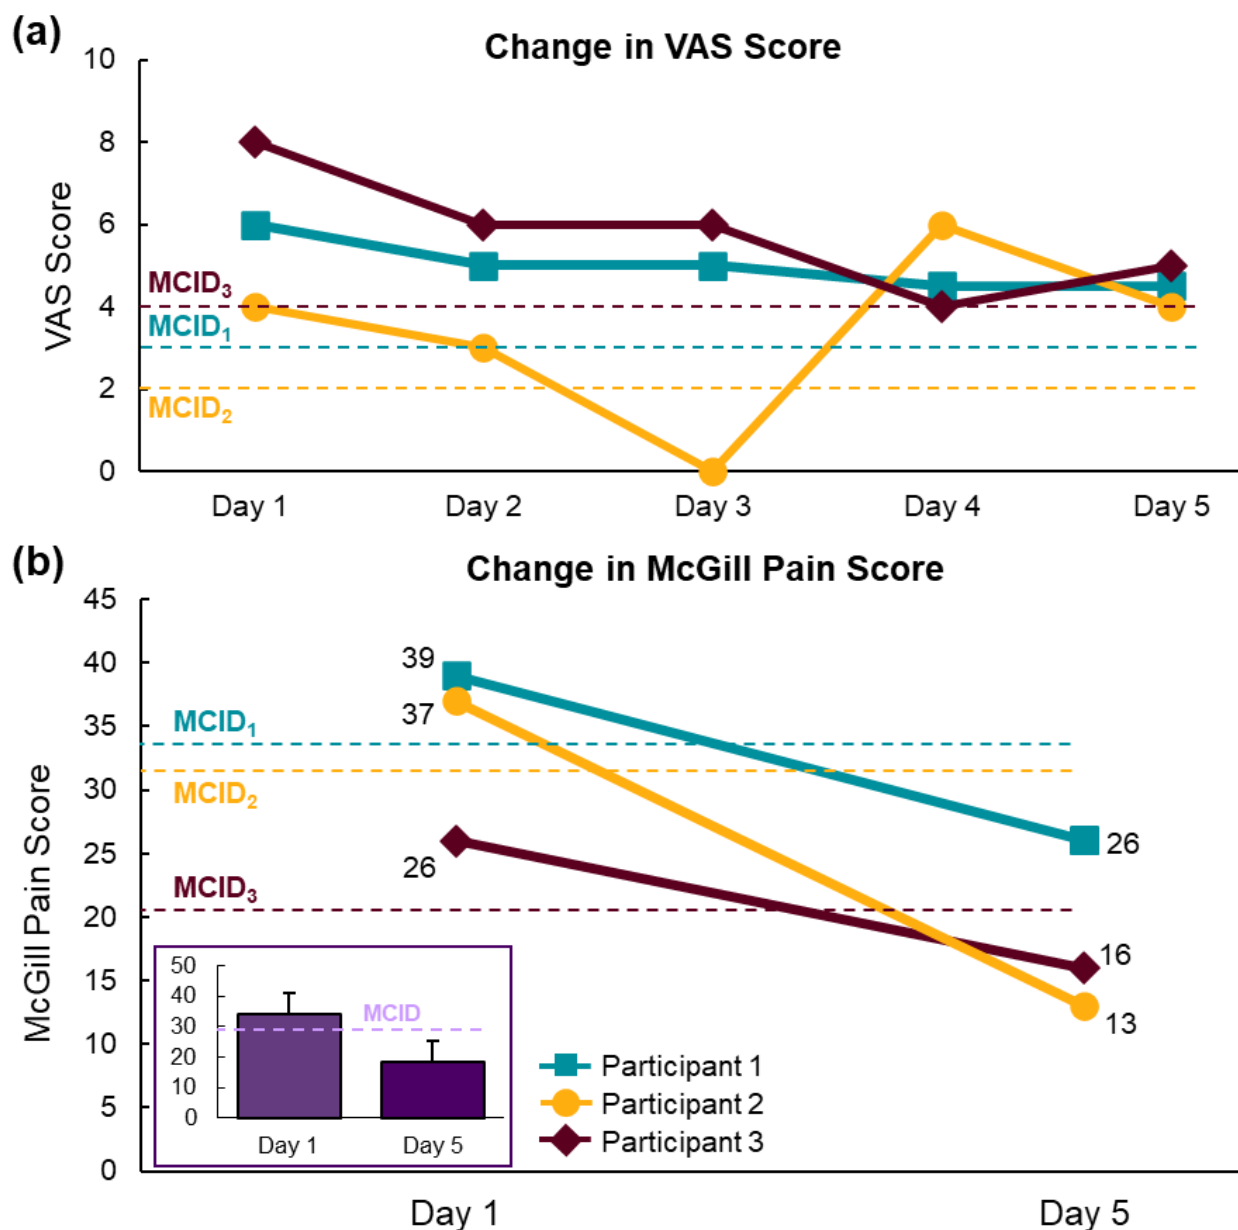 (a)
Change in VAS Score
VAS Score
10
8
6
4
2
0
MCID3
MCID1
MCID2
Day 1 Day 2 Day 3 Day 4 Day 5
(b)
Change in McGill Pain Score
McGill Pain Score
45
40
35
30
25
20
15
10
5
0
39
37
26
MCID1
MCID2
MCID3
26
16
13
50
40
30
20
10
0
MCID
Day 1 Day 5
Participant 1
Participant 2
Participant 3
Day 1 Day 5